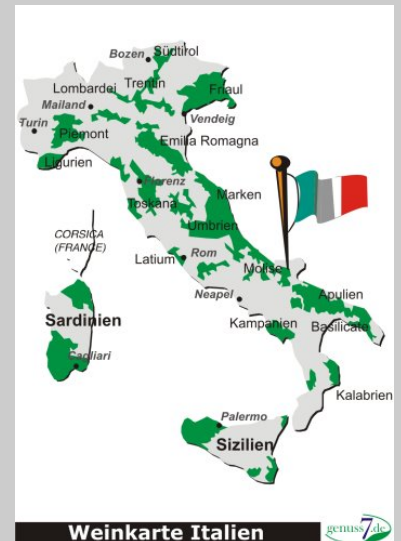 Bozen
Südtirol
Lombardei
Trentin
Friaul
Mailand
Turin
Vendeig
Piemont
Emilia Romagna
Ligurien
Florenz
Toskana
Marken
Umbrien
CORSICA
(FRANCE)
Latium
Rom
Molise
Neapel
Apulien
Sardinien
Kampanien
Basilicate
Cagliari
Kalabrien
Palermo
Sizilien
Weinkarte Italien
genuss7.de